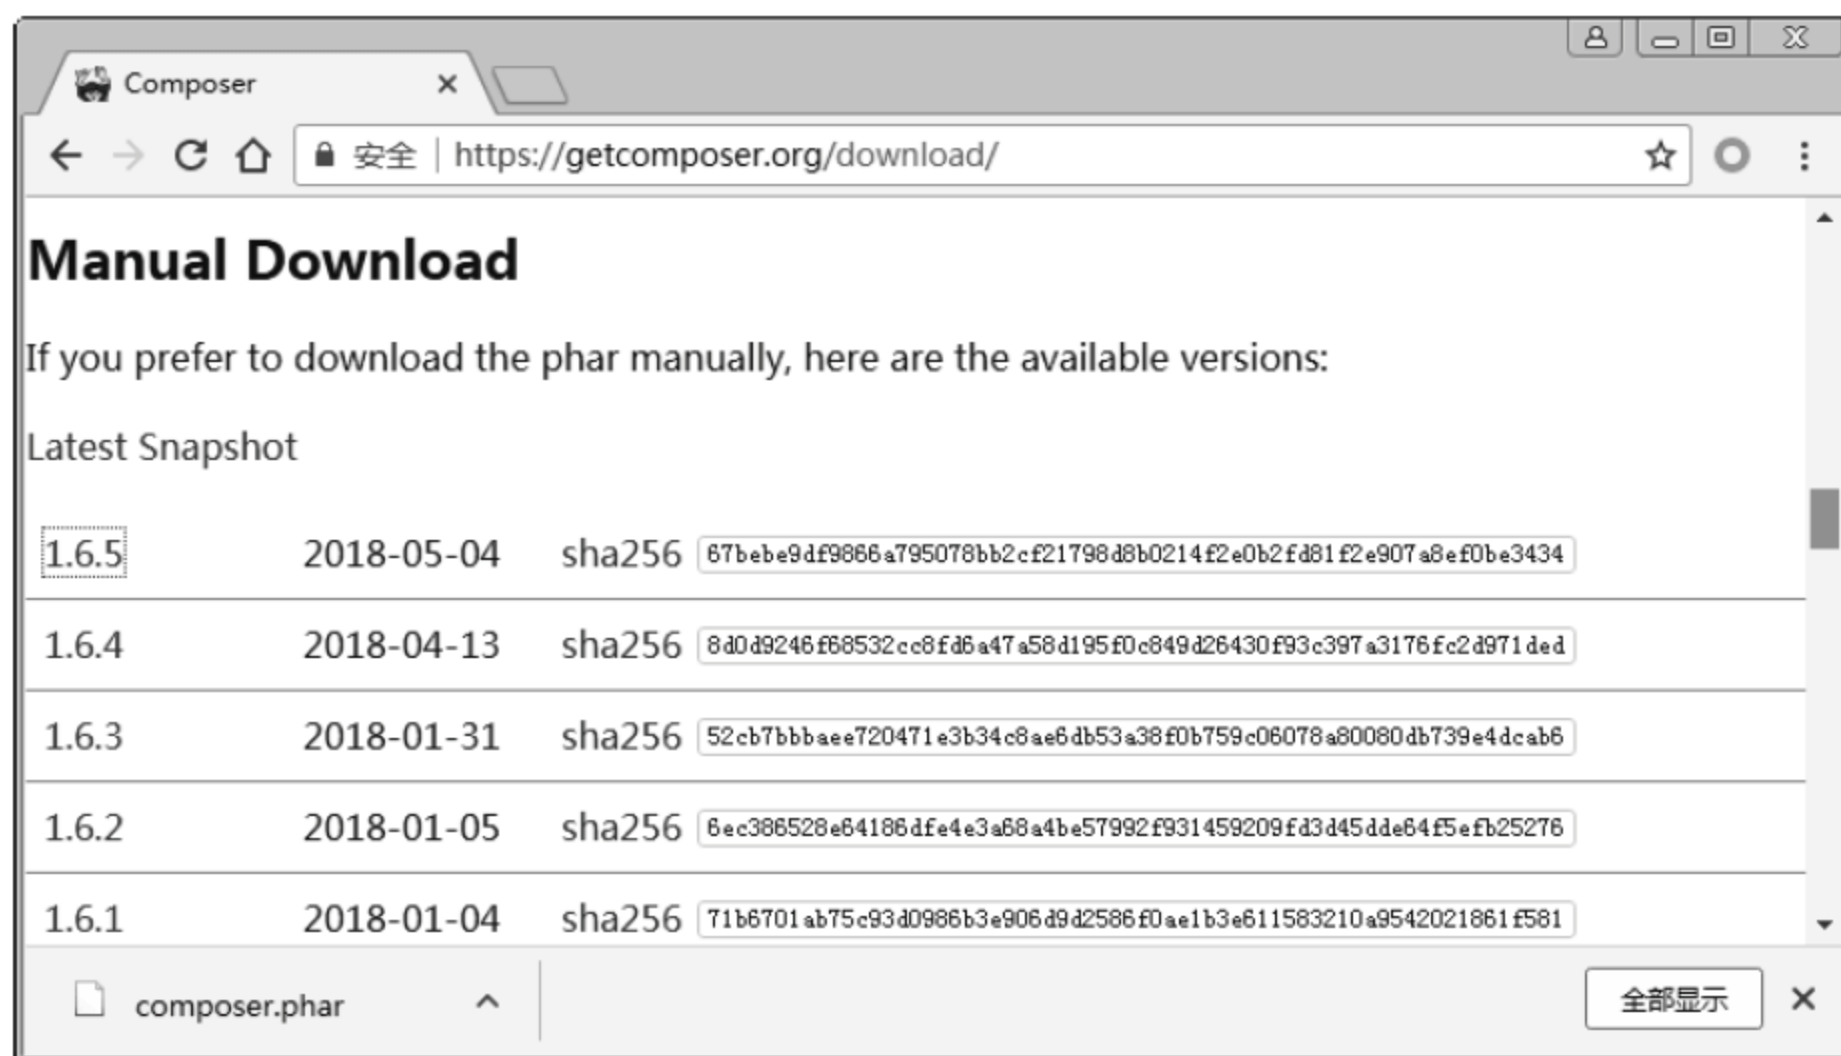 Composer
安全 | https://getcomposer.org/download/
Manual Download
If you prefer to download the phar manually, here are the available versions:
Latest Snapshot
1.6.5 2018-05-04 sha256 67bebe9df9866a795078bb2cf21798d8b0214f2e0b2fd81f2e907a8ef0be3434
1.6.4 2018-04-13 sha256 8d0d9246f68532cc8fd6a47a58d195f0c849d26430f93c397a3176fc2d971ded
1.6.3 2018-01-31 sha256 52cb7bbbaee720471e3b34c8ae6db53a38f0b759c06078a80080db739e4dcab6
1.6.2 2018-01-05 sha256 6ec386528e64186dfe4e3a68a4be57992f931459209fd3d45dde64f5efb25276
1.6.1 2018-01-04 sha256 71b6701ab75c93d0986b3e906d9d2586f0ae1b3e611583210a9542021861f581
composer.phar 全部显示